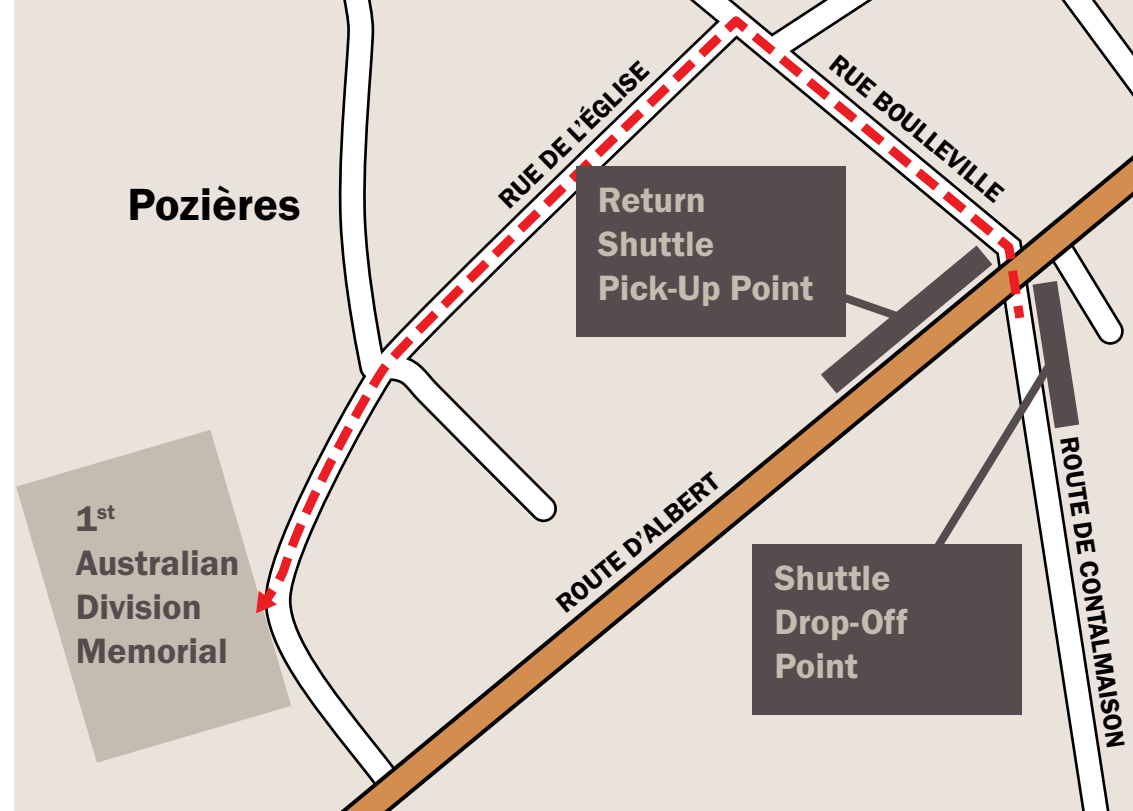 RUE DE L'ÉGLISE
RUE BOULLEVILLE
Pozières
Return
Shuttle
Pick-Up Point
1st
Australian
Division
Memorial
ROUTE D'ALBERT
Shuttle
Drop-Off
Point
ROUTE DE CONTALMAISON